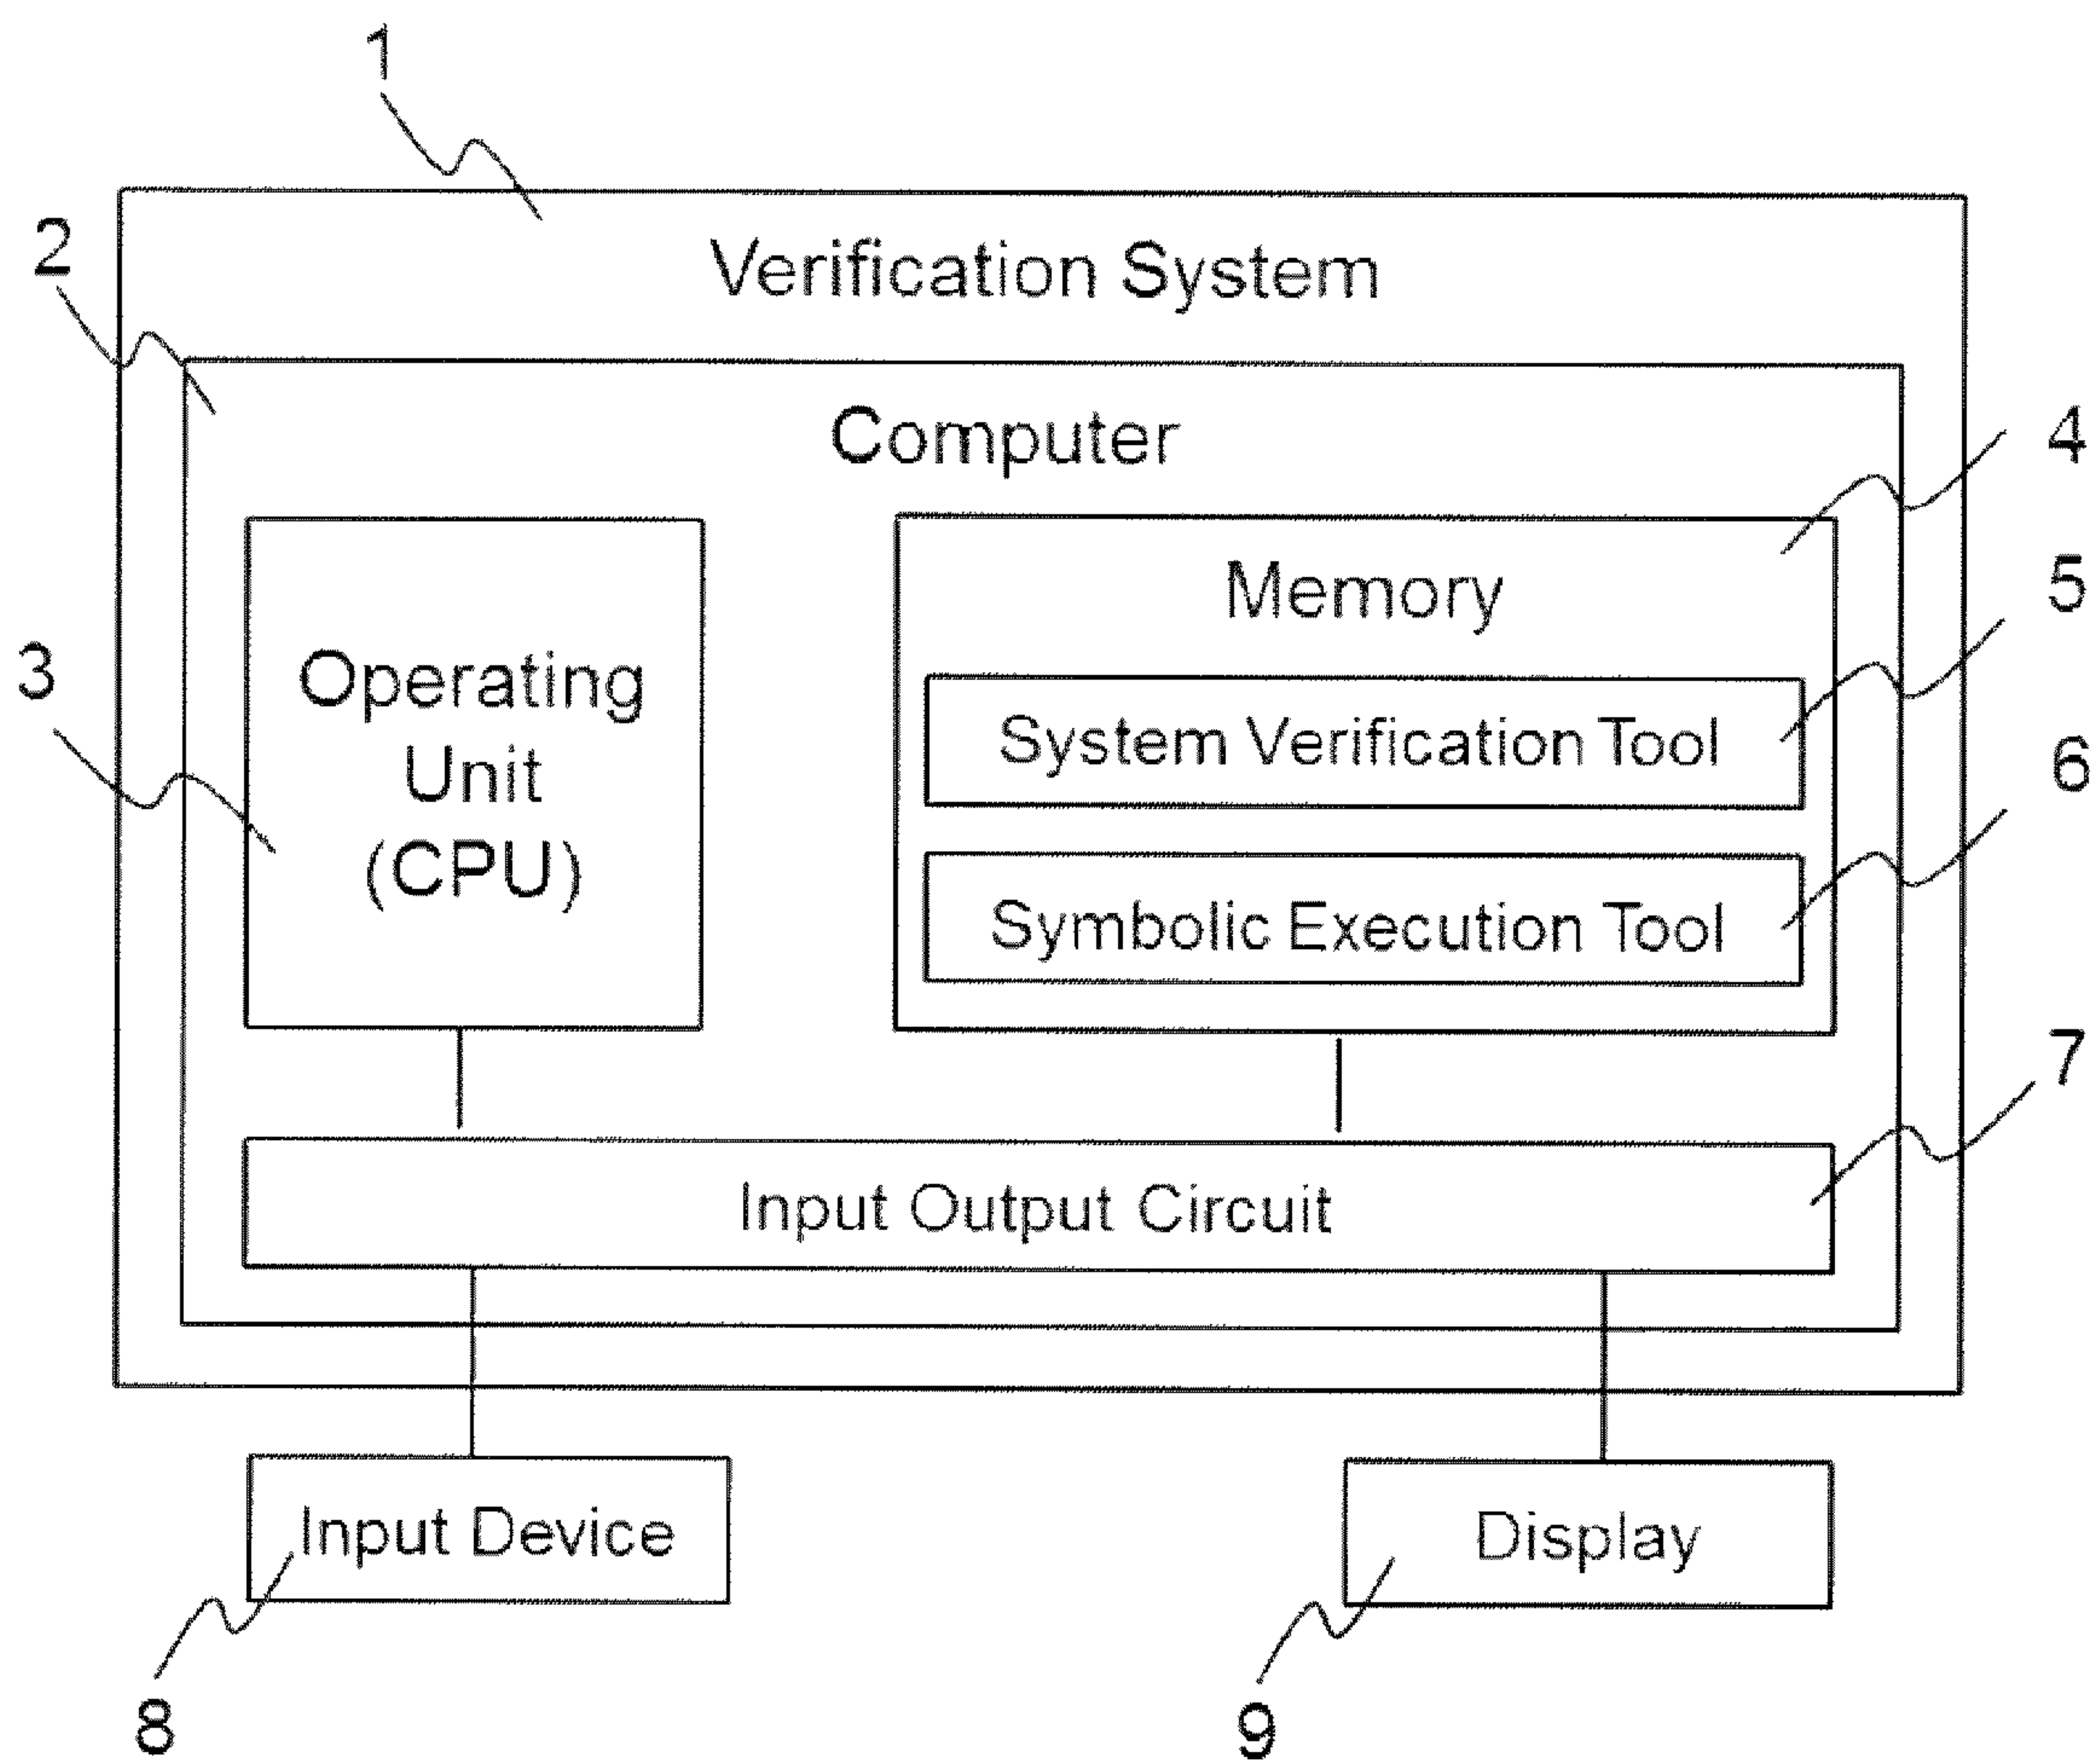 1
Verification System
2
Computer
4
Memory
5
3
Operating
Unit
(CPU)
System Verification Tool
6
Symbolic Execution Tool
7
Input Output Circuit
Input Device
Display
8
9